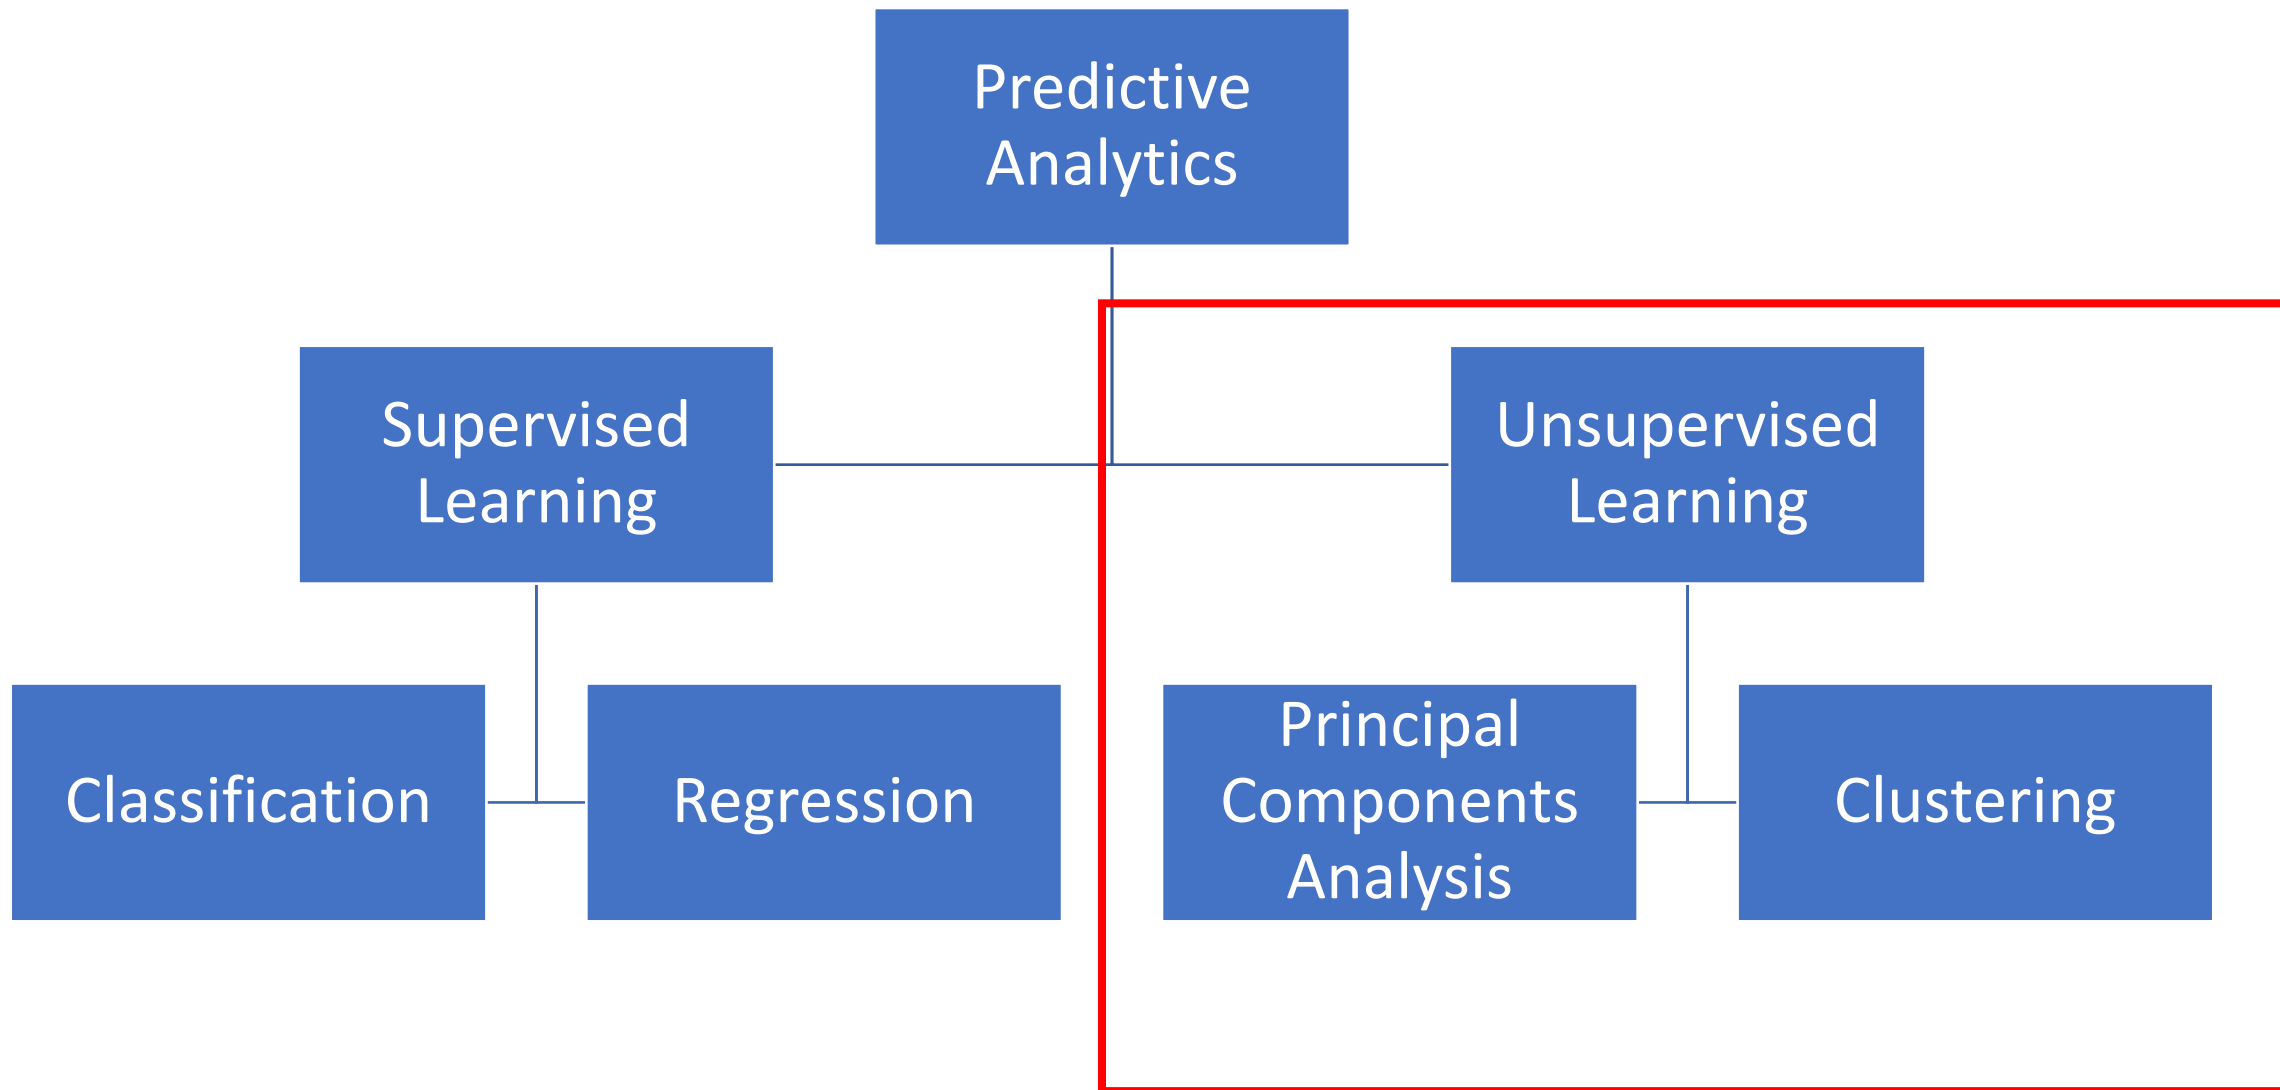 Predictive
Analytics
Supervised
Learning
Unsupervised
Learning
Classification
Regression
Principal
Components
Analysis
Clustering